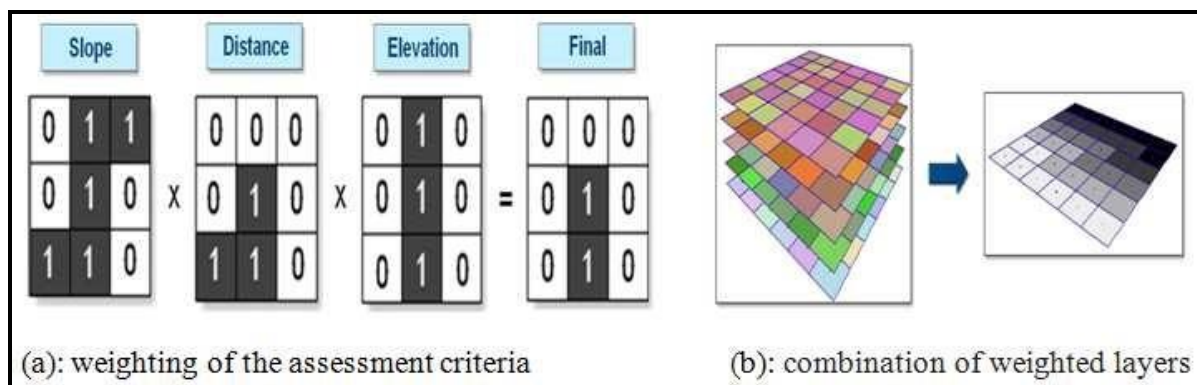 Slope Distance Elevation Final
0 1 1 0 0 0 0 1 0 0 0 0
0 1 0 x 0 1 0 x 0 1 0 = 0 1 0
1 1 0 1 1 0 0 1 0 0 1 0
(a): weighting of the assessment criteria (b): combination of weighted layers